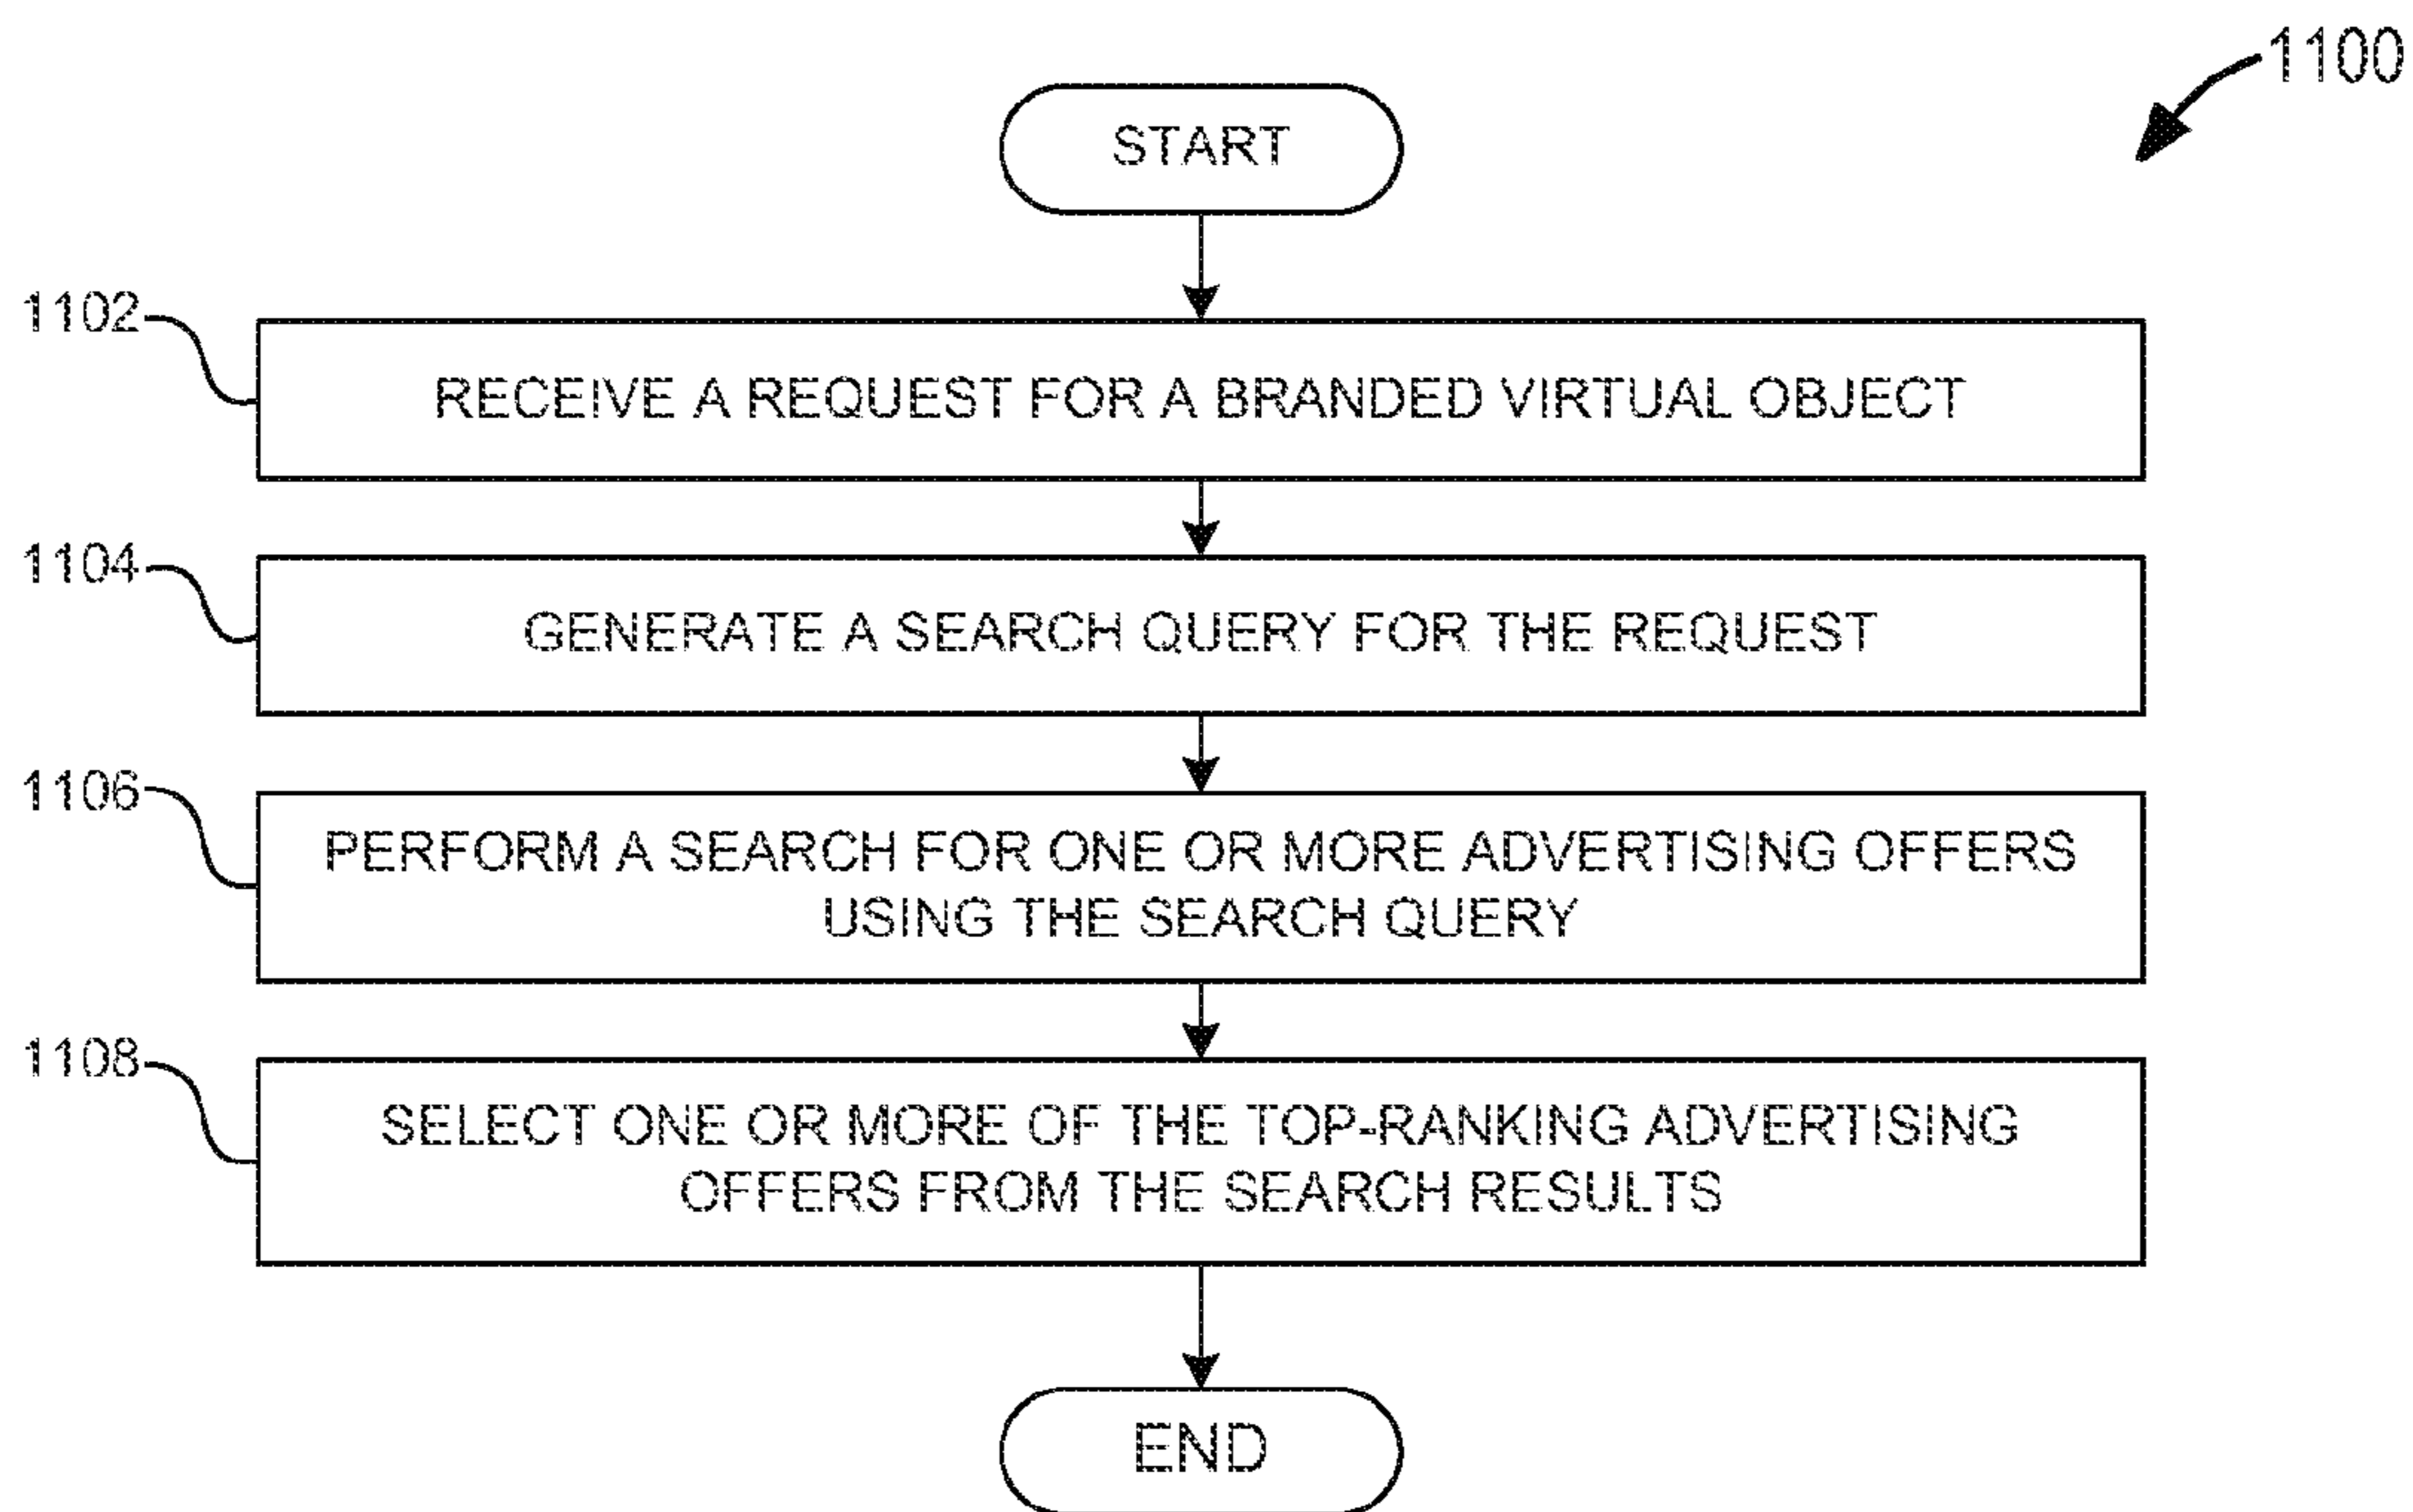 1100
START
1102
RECEIVE A REQUEST FOR A BRANDED VIRTUAL OBJECT
1104
GENERATE A SEARCH QUERY FOR THE REQUEST
1106
PERFORM A SEARCH FOR ONE OR MORE ADVERTISING OFFERS
USING THE SEARCH QUERY
1108
SELECT ONE OR MORE OF THE TOP-RANKING ADVERTISING
OFFERS FROM THE SEARCH RESULTS
END